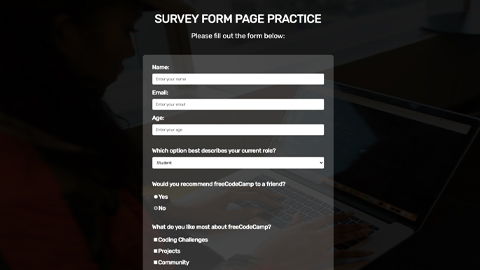 SURVEY FORM PAGE PRACTICE
Please fill out the form below:
Name:
Enter your name
Email:
Enter your email
Age:
Enter your age
Which option best describes your current role?
Student
Would you recommend freeCodeCamp to a friend?
Yes
No
What do you like most about freeCodeCamp?
Coding Challenges
Projects
Community